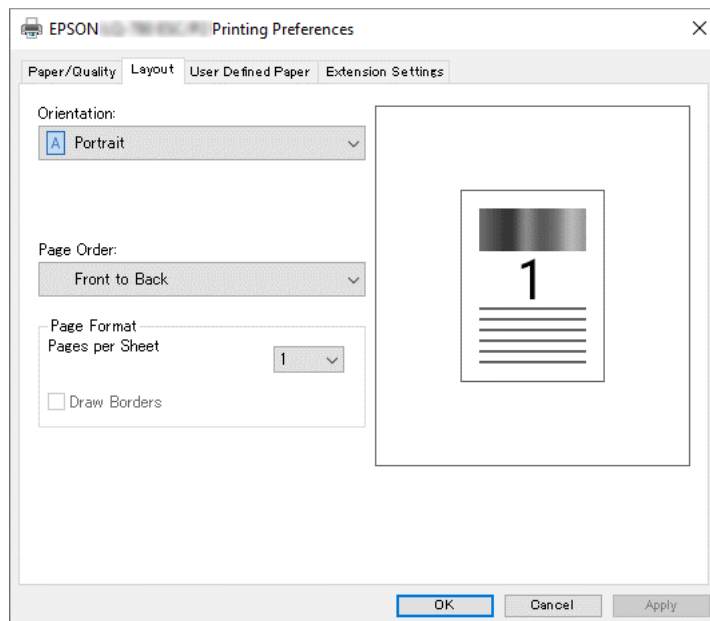 EPSON Printing Preferences
Paper/Quality Layout User Defined Paper Extension Settings
Orientation:
A Portrait
Page Order:
Front to Back
Page Format
Pages per Sheet 1
Draw Borders
1
OK Cancel Apply